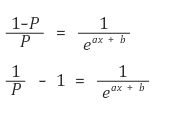 (1-P)/P = 1/e^(ax + b)
1/P - 1 = 1/e^(ax + b)